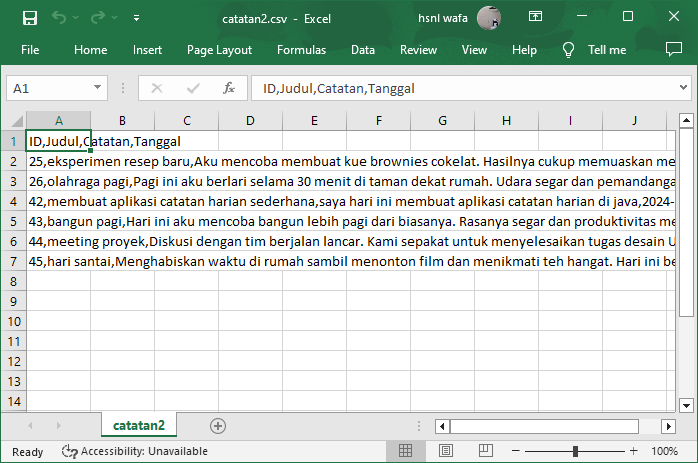 catatan2.csv - Excel
hsnl wafa
File Home Insert Page Layout Formulas Data Review View Help Tell me
A1 fx ID,Judul,Catatan,Tanggal
A B C D E F G H I J
1 ID,Judul,Catatan,Tanggal
2 25,eksperimen resep baru,Aku mencoba membuat kue brownies cokelat. Hasilnya cukup memuaskan me
3 26,olahraga pagi,Pagi ini aku berlari selama 30 menit di taman dekat rumah. Udara segar dan pemandanga
4 42,membuat aplikasi catatan harian sederhana,saya hari ini membuat aplikasi catatan harian di java,2024-
5 43,bangun pagi,Hari ini aku mencoba bangun lebih pagi dari biasanya. Rasanya segar dan produktivitas me
6 44,meeting proyek,Diskusi dengan tim berjalan lancar. Kami sepakat untuk menyelesaikan tugas desain U
7 45,hari santai,Menghabiskan waktu di rumah sambil menonton film dan menikmati teh hangat. Hari ini be
8
9
10
11
12
13
14
catatan2
Ready Accessibility: Unavailable 100%